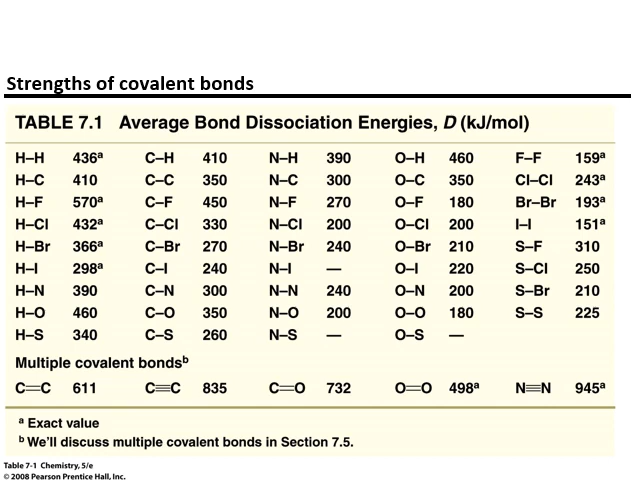 Strengths of covalent bonds
TABLE 7.1 Average Bond Dissociation Energies, D (kJ/mol)
H–H 436ᵃ C–H 410 N–H 390 O–H 460 F–F 159ᵃ
H–C 410 C–C 350 N–C 300 O–C 350 Cl–Cl 243ᵃ
H–F 570ᵃ C–F 450 N–F 270 O–F 180 Br–Br 193ᵃ
H–Cl 432ᵃ C–Cl 330 N–Cl 200 O–Cl 200 I–I 151ᵃ
H–Br 366ᵃ C–Br 270 N–Br 240 O–Br 210 S–F 310
H–I 298ᵃ C–I 240 N–I — O–I 220 S–Cl 250
H–N 390 C–N 300 N–N 240 O–N 200 S–Br 210
H–O 460 C–O 350 N–O 200 O–O 180 S–S 225
H–S 340 C–S 260 N–S — O–S —
Multiple covalent bondsᵇ
C=C 611 C≡C 835 C=O 732 O=O 498ᵃ N≡N 945ᵃ
ᵃ Exact value
ᵇ We’ll discuss multiple covalent bonds in Section 7.5.
Table 7-1 Chemistry, 5/e
© 2008 Pearson Prentice Hall, Inc.